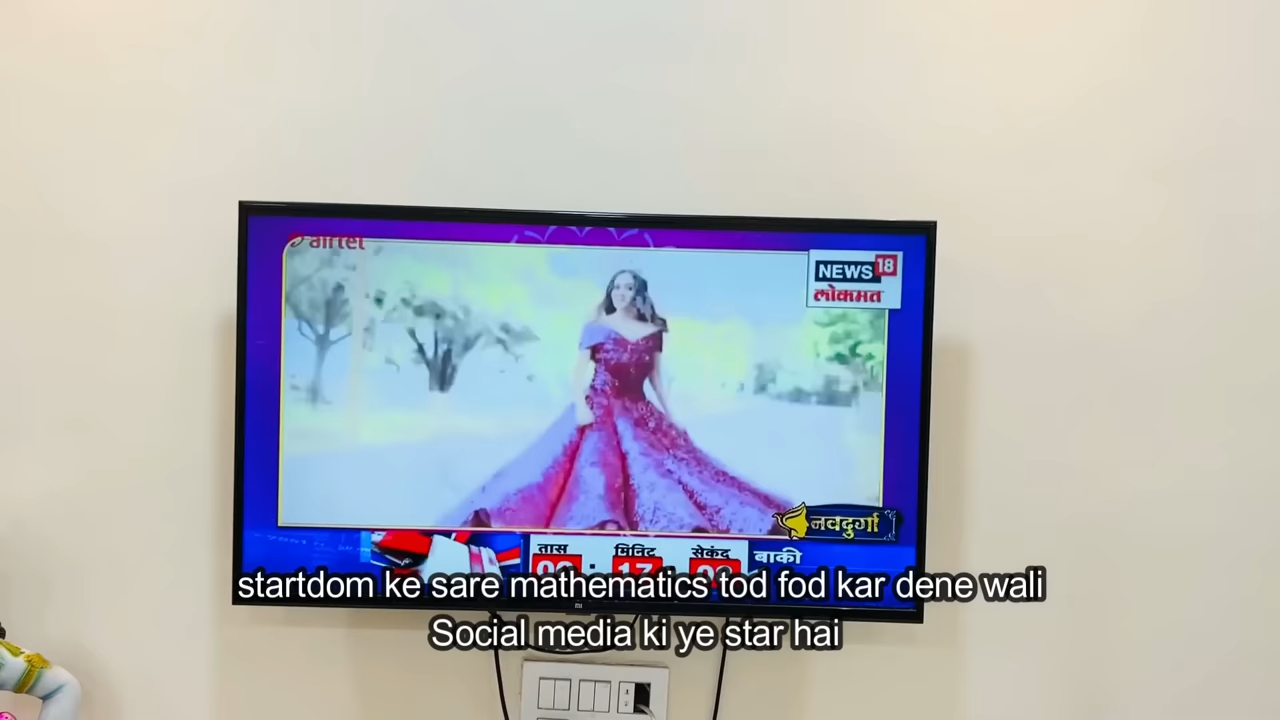 airtel
NEWS 18
लोकमत
नवदुर्गा
तास मिनिट सेकंद बाकी
: 17
startdom ke sare mathematics tod fod kar dene wali
Social media ki ye star hai
mi